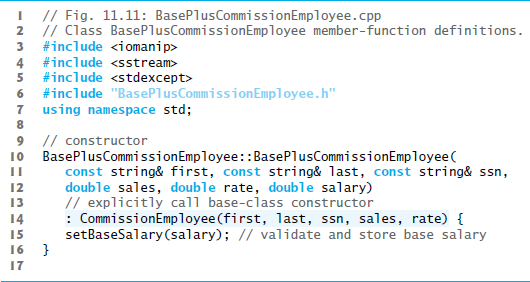 1 // Fig. 11.11: BasePlusCommissionEmployee.cpp
2 // Class BasePlusCommissionEmployee member-function definitions.
3 #include <iomanip>
4 #include <sstream>
5 #include <stdexcept>
6 #include "BasePlusCommissionEmployee.h"
7 using namespace std;
8
9 // constructor
10 BasePlusCommissionEmployee::BasePlusCommissionEmployee(
11 const string& first, const string& last, const string& ssn,
12 double sales, double rate, double salary)
13 // explicitly call base-class constructor
14 : CommissionEmployee(first, last, ssn, sales, rate) {
15 setBaseSalary(salary); // validate and store base salary
16 }
17